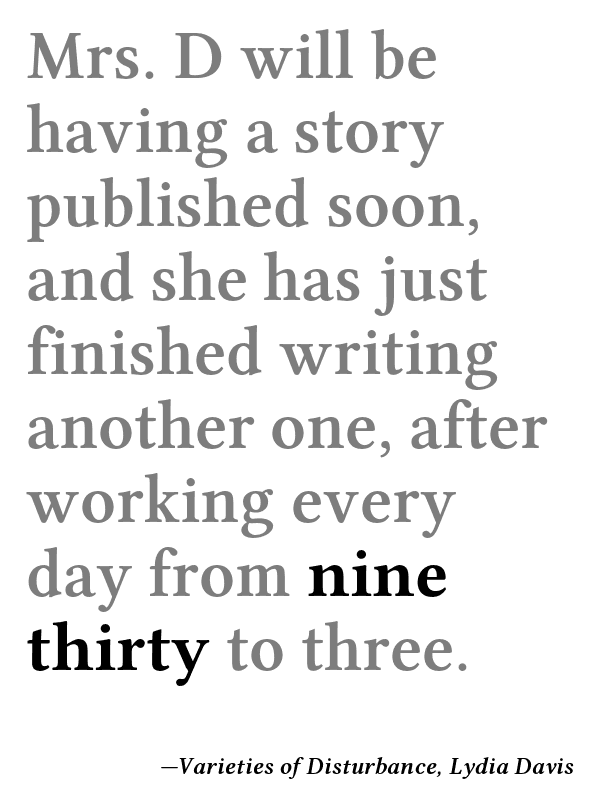 Mrs. D will be
having a story
published soon,
and she has just
finished writing
another one, after
working every
day from nine
thirty to three.
—Varieties of Disturbance, Lydia Davis